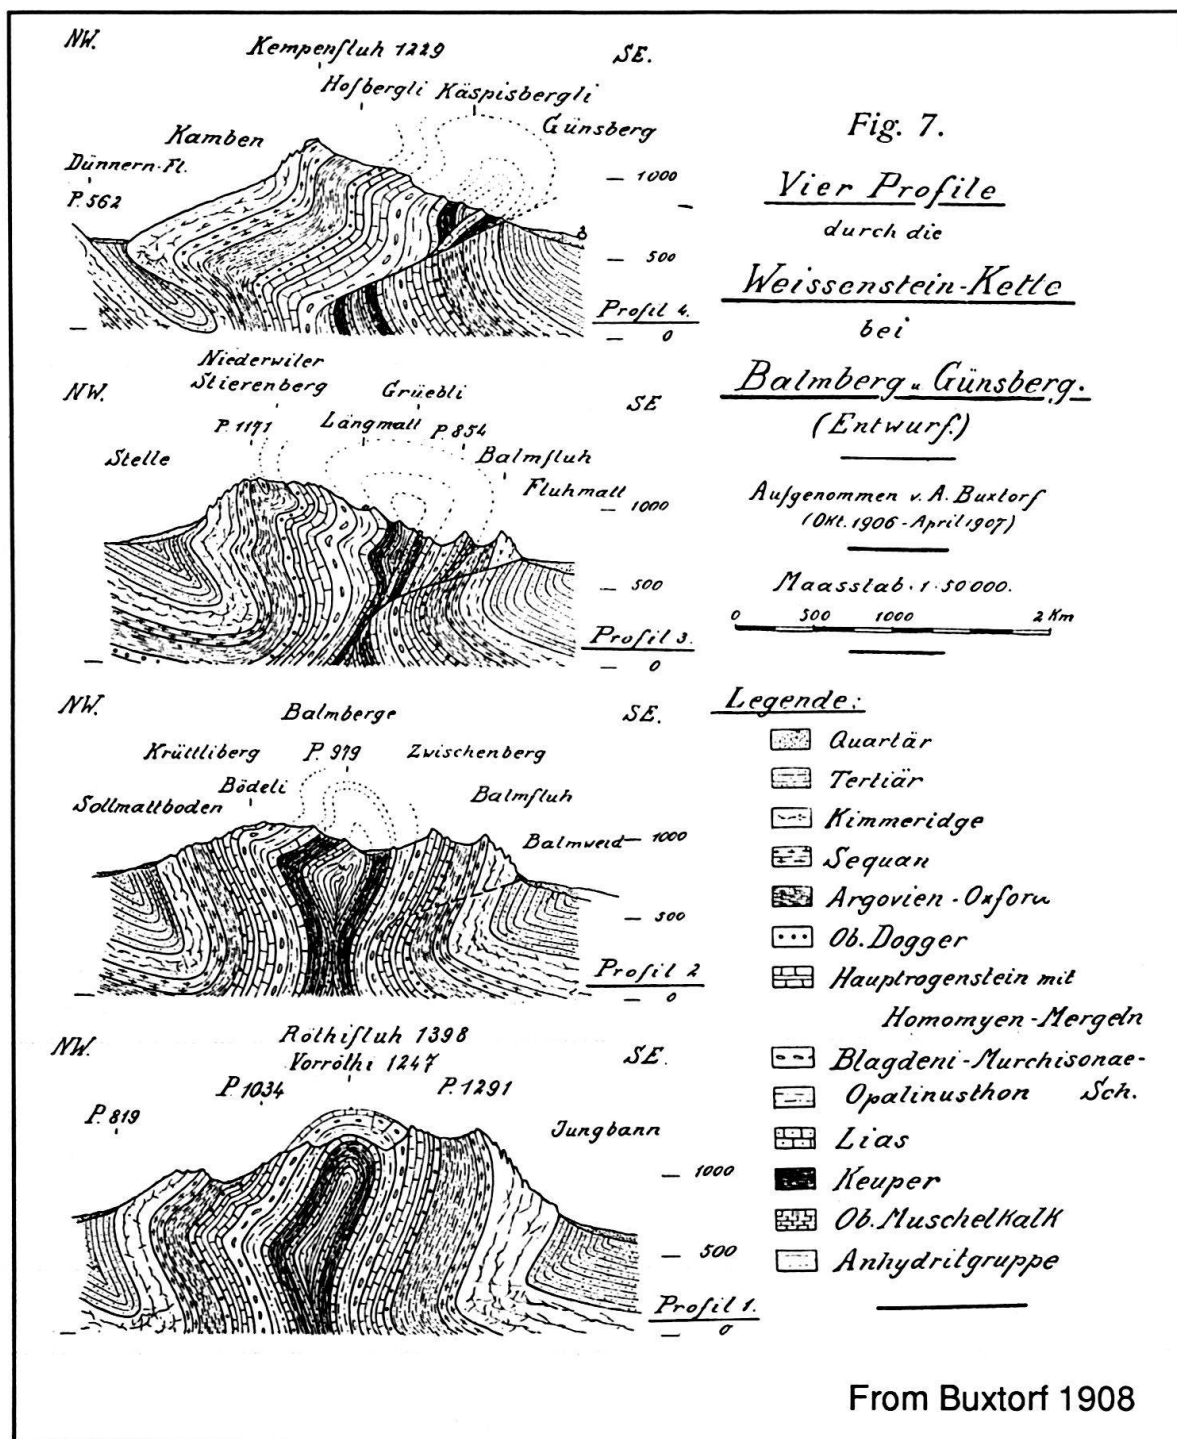 NW.
Kempenfluh 1229
SE.
Hofbergli
Käspisbergli
Kamben
Günsberg
Dünnern-Fl.
P. 562
— 1000
— 500
Profil 4.
— 0
NW.
Niederwiler
Stierenberg
Grüebli
SE
P. 1171
Längmatt
P. 854
Stelle
Balmfluh
Fluhmatt
— 1000
— 500
Profil 3.
— 0
NW.
Balmberge
SE.
Krüttliberg
P. 979
Zwischenberg
Bödeli
Sollmattboden
Balmfluh
Balmweid
— 1000
— 500
Profil 2
— 0
NW.
Röthifluh 1398
SE.
Vorröthi 1247
P. 1034
P. 1291
P. 819
Jungbann
— 1000
— 500
Profil 1.
— 0
Fig. 7.
Vier Profile
durch die
Weissenstein-Kette
bei
Balmberg u. Günsberg.
(Entwurf.)
Aufgenommen v. A. Buxtorf
(Okt. 1906 - April 1907)
Maasstab. 1:50000.
0 500 1000 2 Km
Legende:
Quartär
Tertiär
Kimmeridge
Sequan
Argovien-Oxford
Ob. Dogger
Hauptrogenstein mit
Homomyen-Mergeln
Blagdeni-Murchisonae-
Opalinusthon Sch.
Lias
Keuper
Ob. Muschelkalk
Anhydritgruppe
From Buxtorf 1908